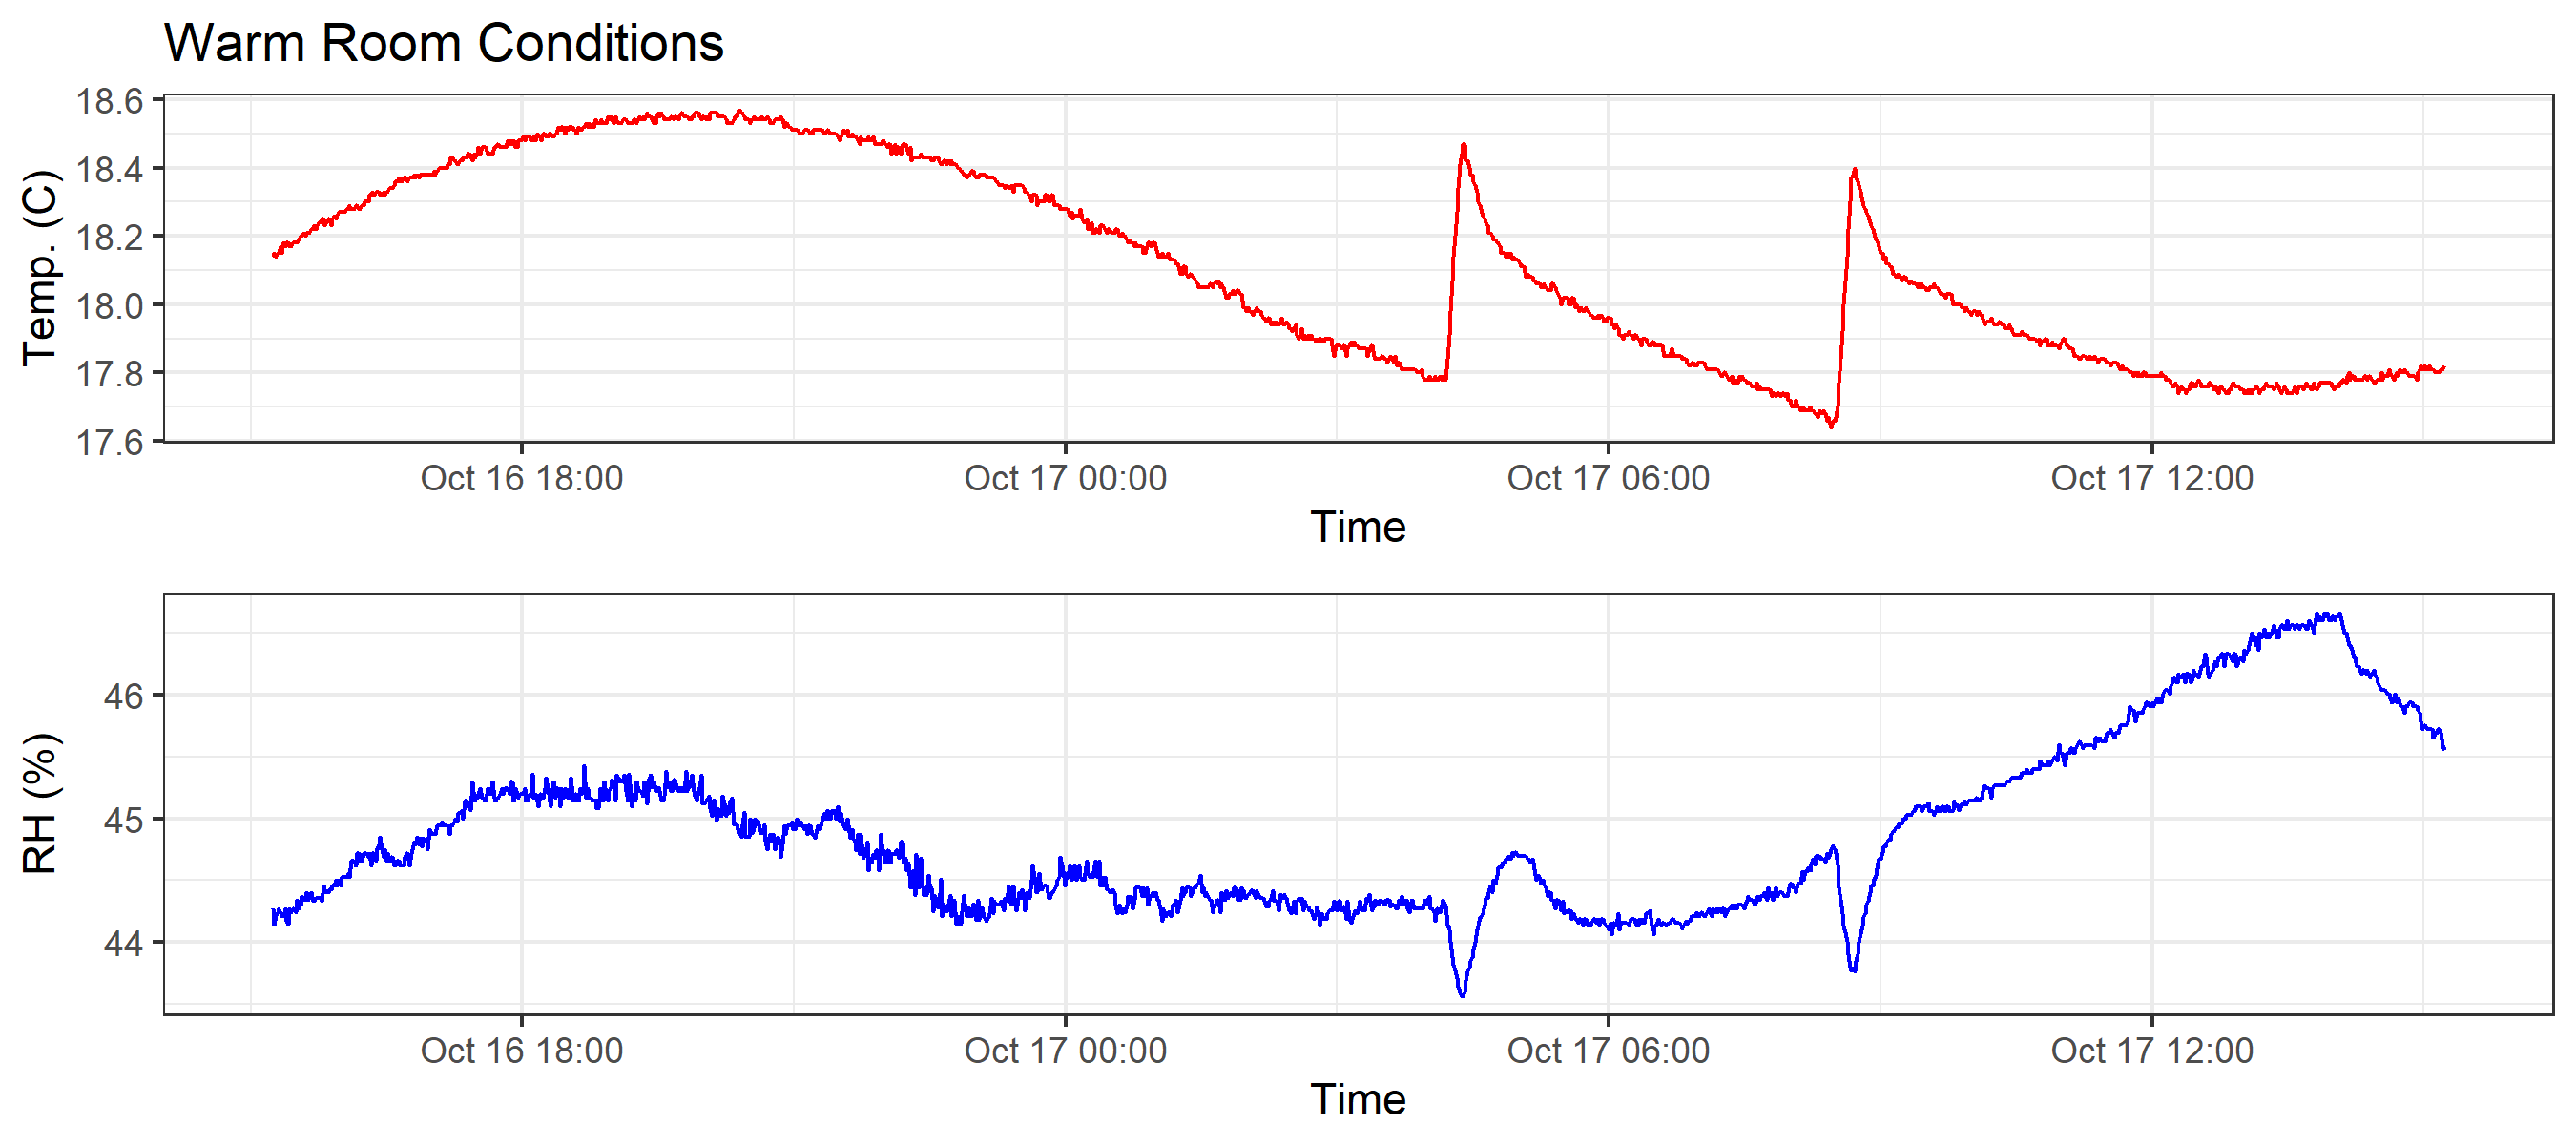 Warm Room Conditions
Temp. (C)
18.6
18.4
18.2
18.0
17.8
17.6
Oct 16 18:00 Oct 17 00:00 Oct 17 06:00 Oct 17 12:00
Time
RH (%)
46
45
44
Oct 16 18:00 Oct 17 00:00 Oct 17 06:00 Oct 17 12:00
Time